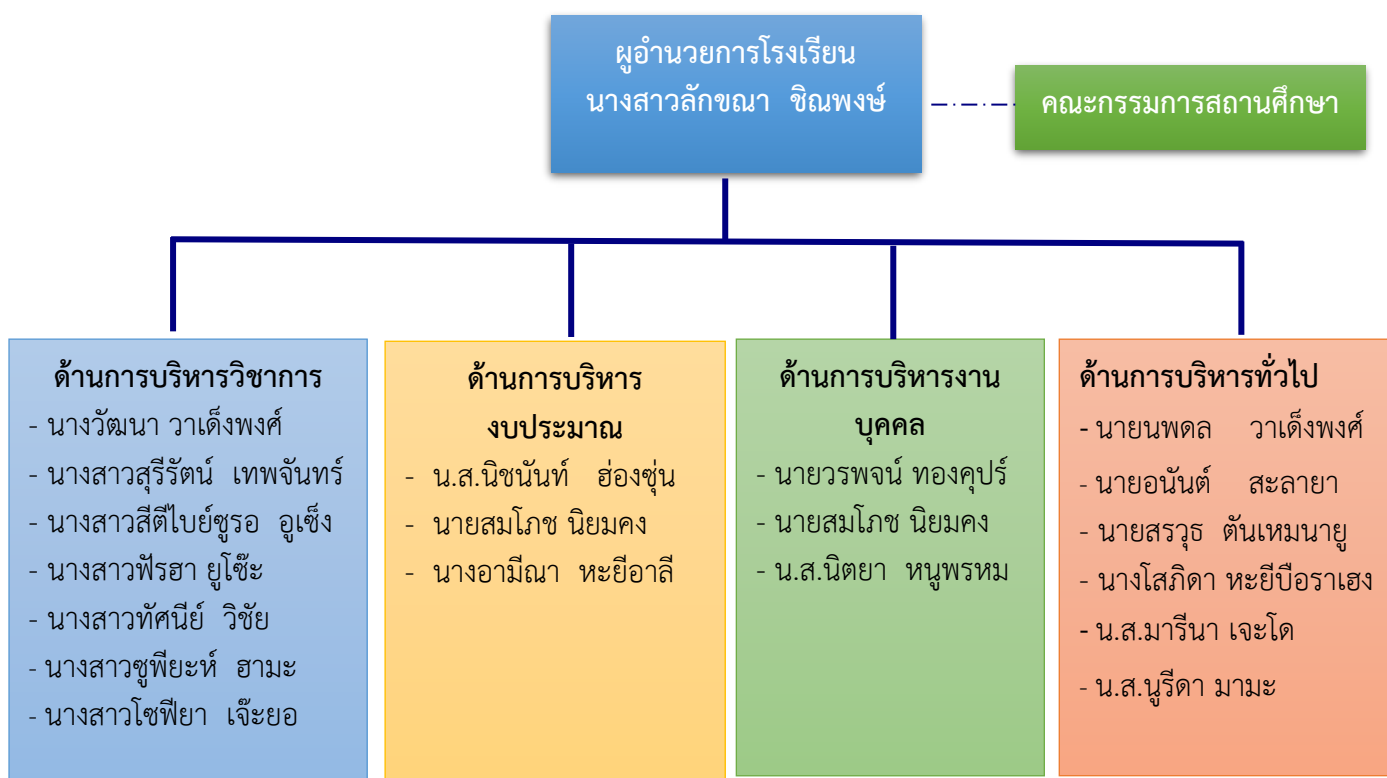 ผู้อำนวยการโรงเรียน
นางสาวลักขณา ชิณพงษ์
คณะกรรมการสถานศึกษา
ด้านการบริหารวิชาการ
- นางวัฒนา วาเด็งพงศ์
- นางสาวสุรีรัตน์ เทพจันทร์
- นางสาวสีตีไบย์ซูรอ อูเซ็ง
- นางสาวฟัรฮา ยูโซ๊ะ
- นางสาวทัศนีย์ วิชัย
- นางสาวซูพียะห์ ฮามะ
- นางสาวโซฟียา เจ๊ะยอ
ด้านการบริหาร
งบประมาณ
- น.ส.นิชนันท์ ฮ่องซุ่น
- นายสมโภช นิยมคง
- นางอามีณา หะยีอาลี
ด้านการบริหารงาน
บุคคล
- นายวรพจน์ ทองคุปร์
- นายสมโภช นิยมคง
- น.ส.นิตยา หนูพรหม
ด้านการบริหารทั่วไป
- นายนพดล วาเด็งพงศ์
- นายอนันต์ สะลายา
- นายสรวุธ ตันเหมนายู
- นางโสภิดา หะยีบือราเฮง
- น.ส.มารีนา เจะโด
- น.ส.นูรีดา มามะ